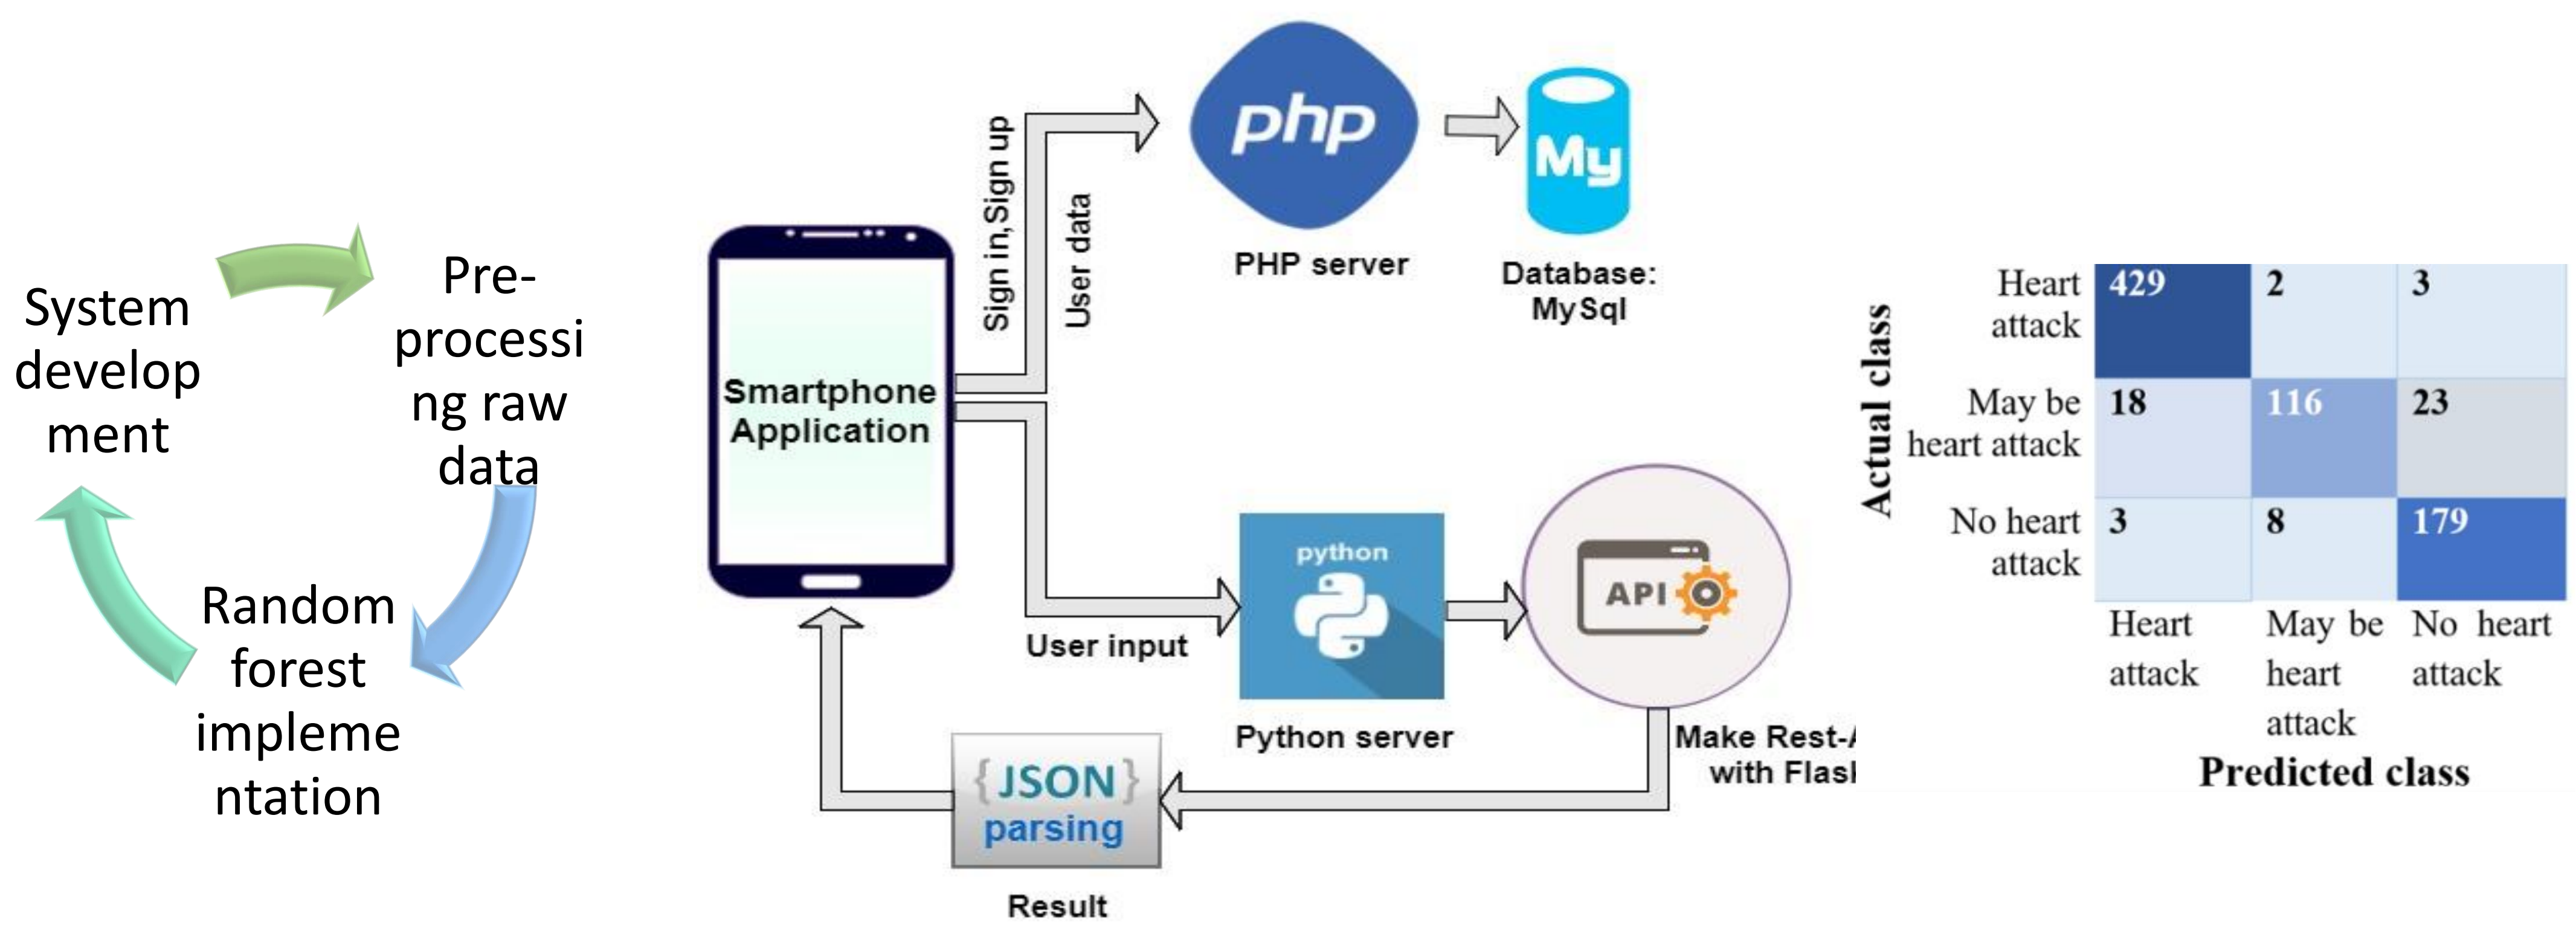 System
develop
ment
Pre-
processi
ng raw
data
Random
forest
impleme
ntation
Smartphone
Application
Sign in,Sign up
User data
php
PHP server
My
Database:
MySql
User input
python
Python server
API
Make Rest-A
with Flas
{JSON}
parsing
Result
Actual class
Heart
attack
429 2 3
May be
heart attack
18 116 23
No heart
attack
3 8 179
Heart
attack
May be
heart
attack
No heart
attack
Predicted class